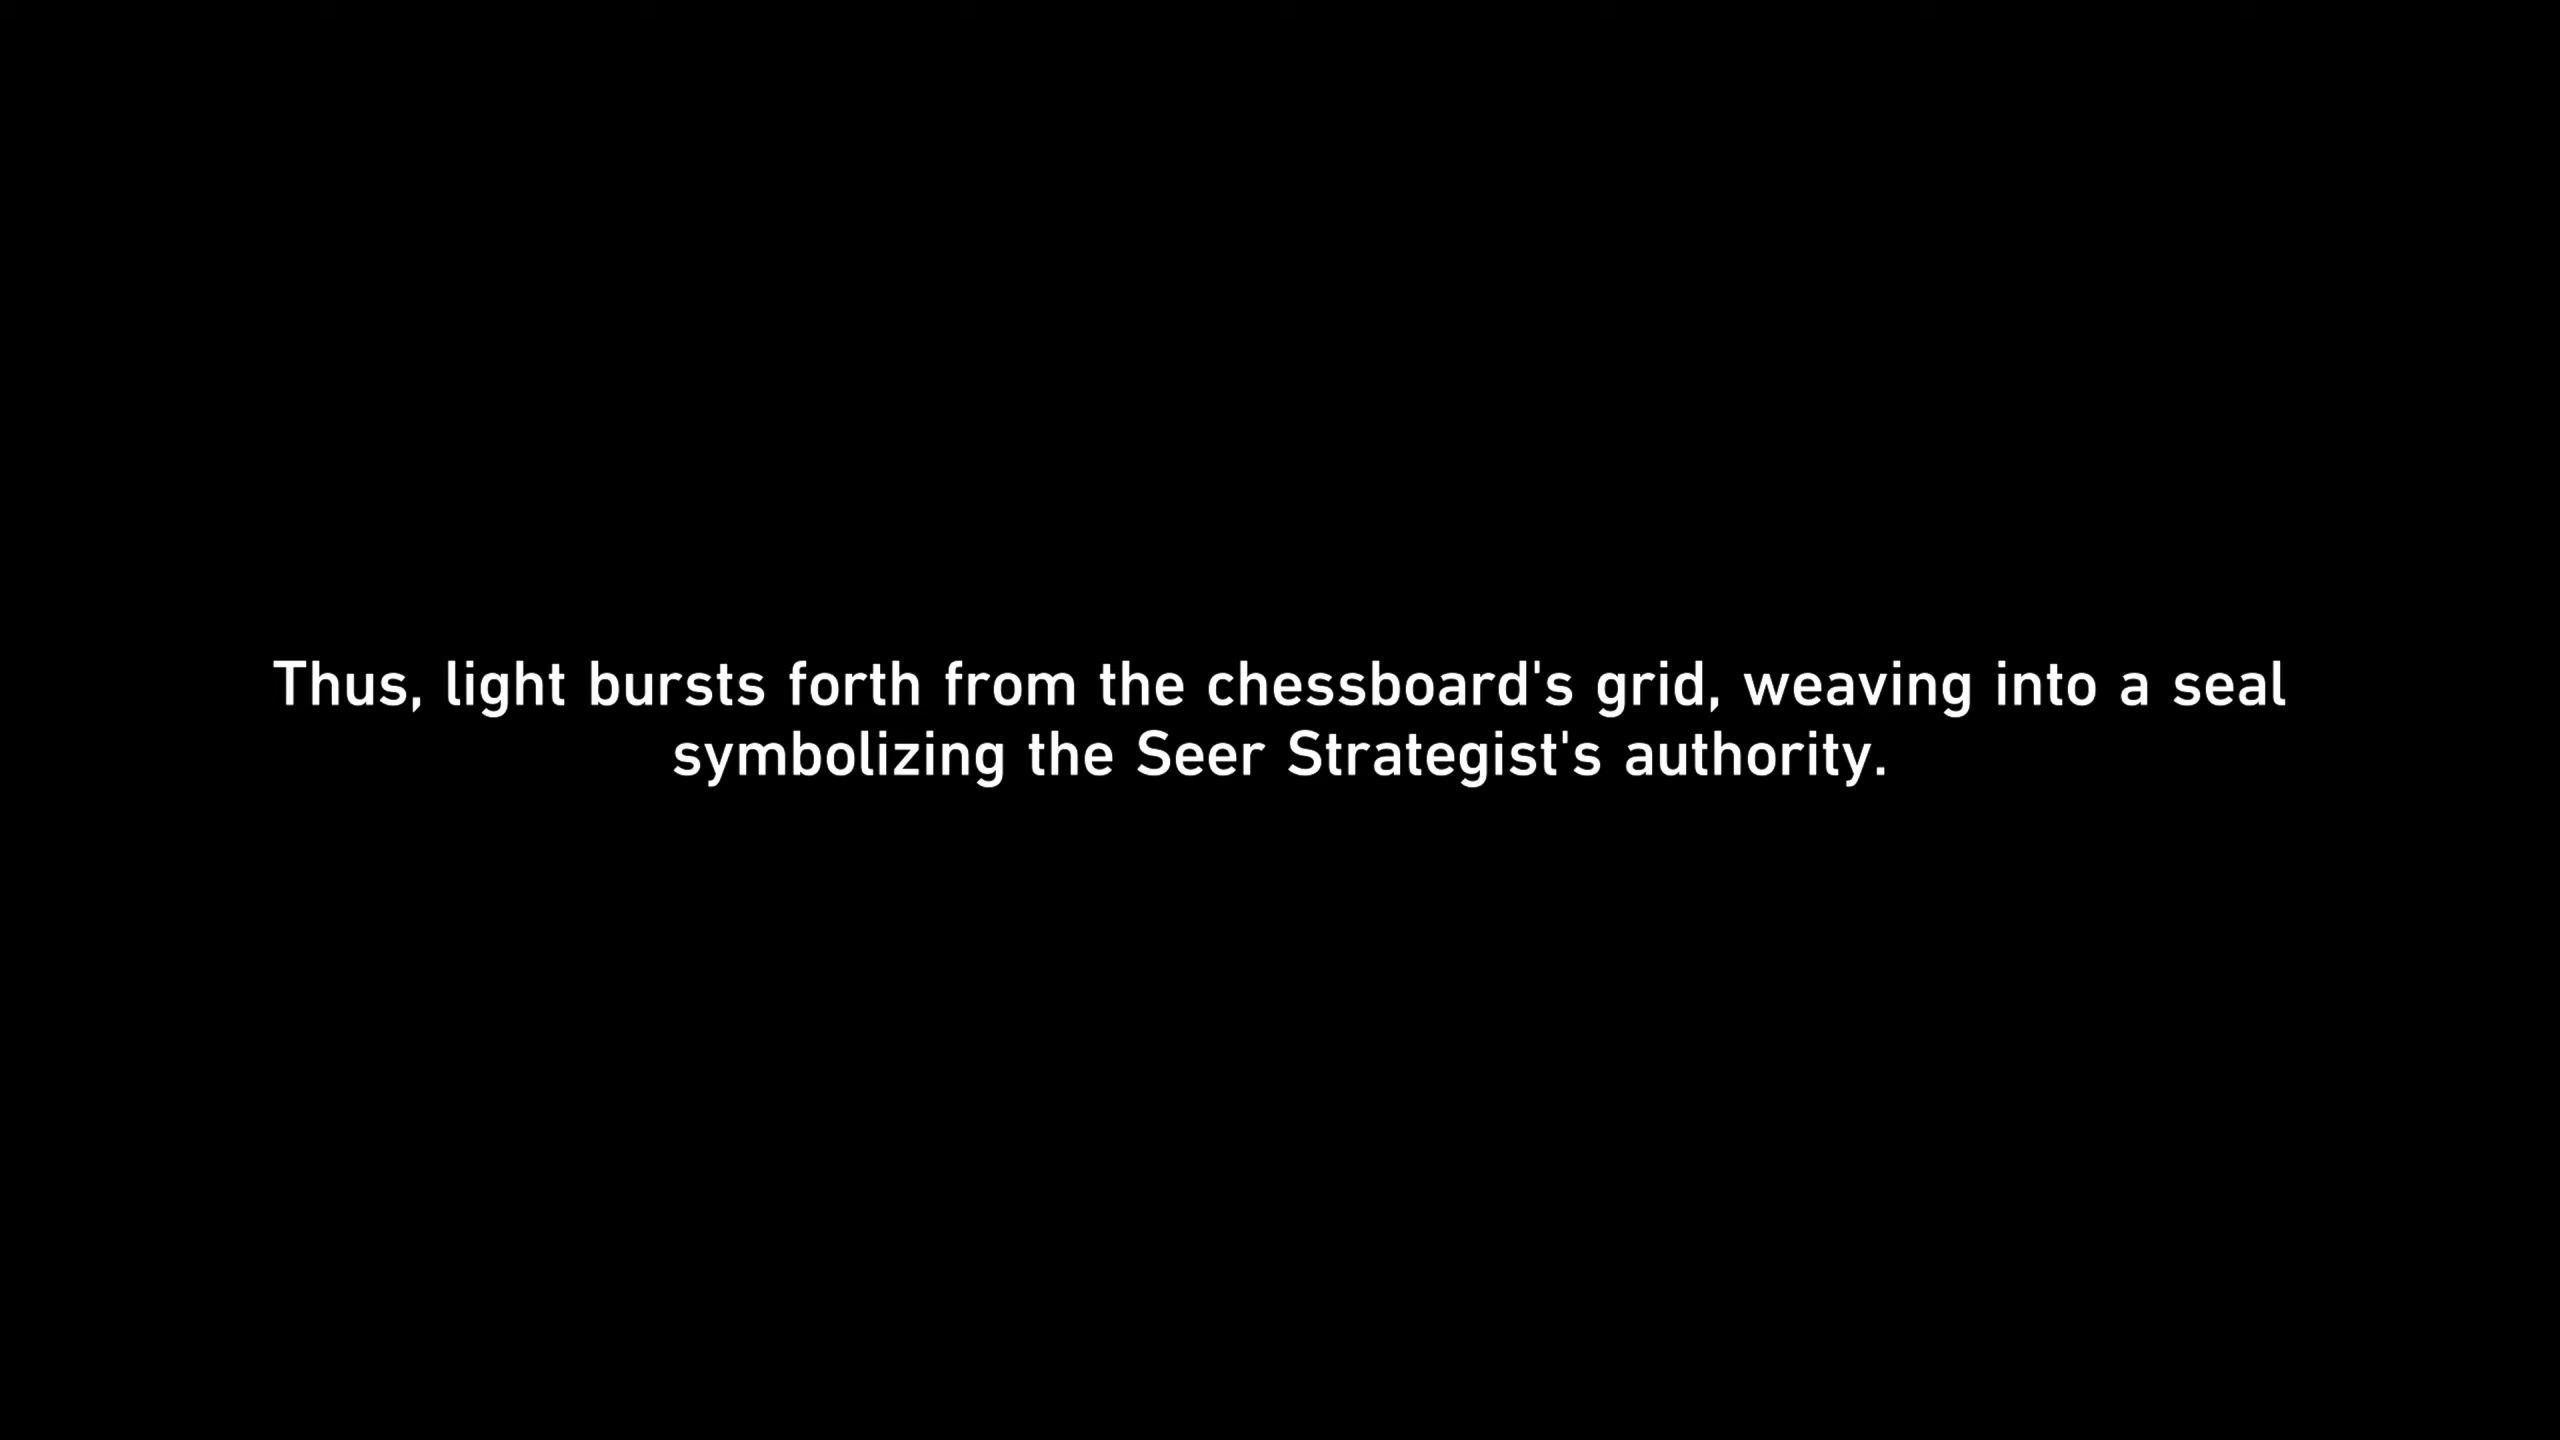 Thus, light bursts forth from the chessboard's grid, weaving into a seal
symbolizing the Seer Strategist's authority.